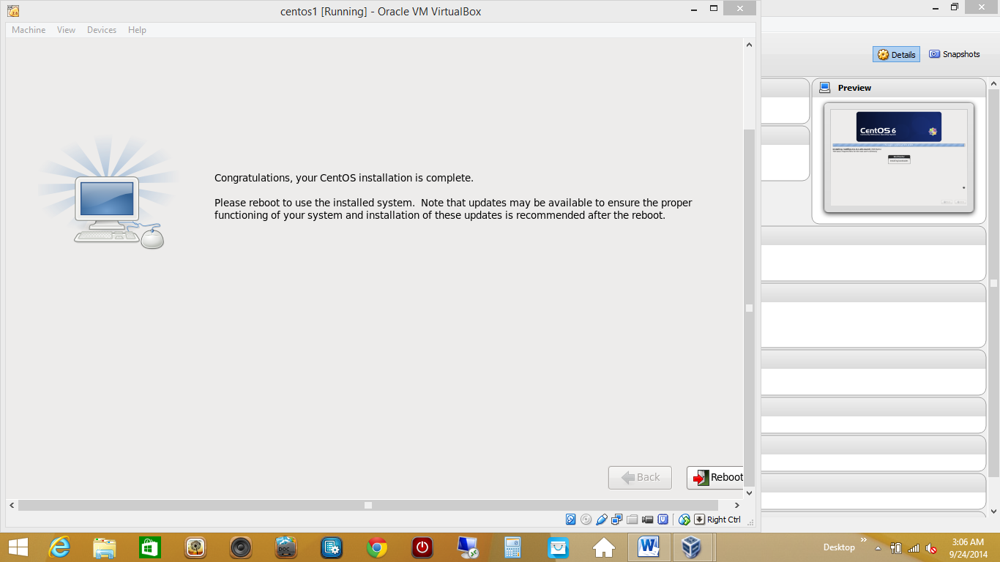 centos1 [Running] - Oracle VM VirtualBox
Machine View Devices Help
Details Snapshots
Preview
CentOS 6
Congratulations, your CentOS installation is complete.
Please reboot to use the installed system.  Note that updates may be available to ensure the proper
functioning of your system and installation of these updates is recommended after the reboot.
Back Reboot
Right Ctrl
DOC
Desktop
3:06 AM
9/24/2014